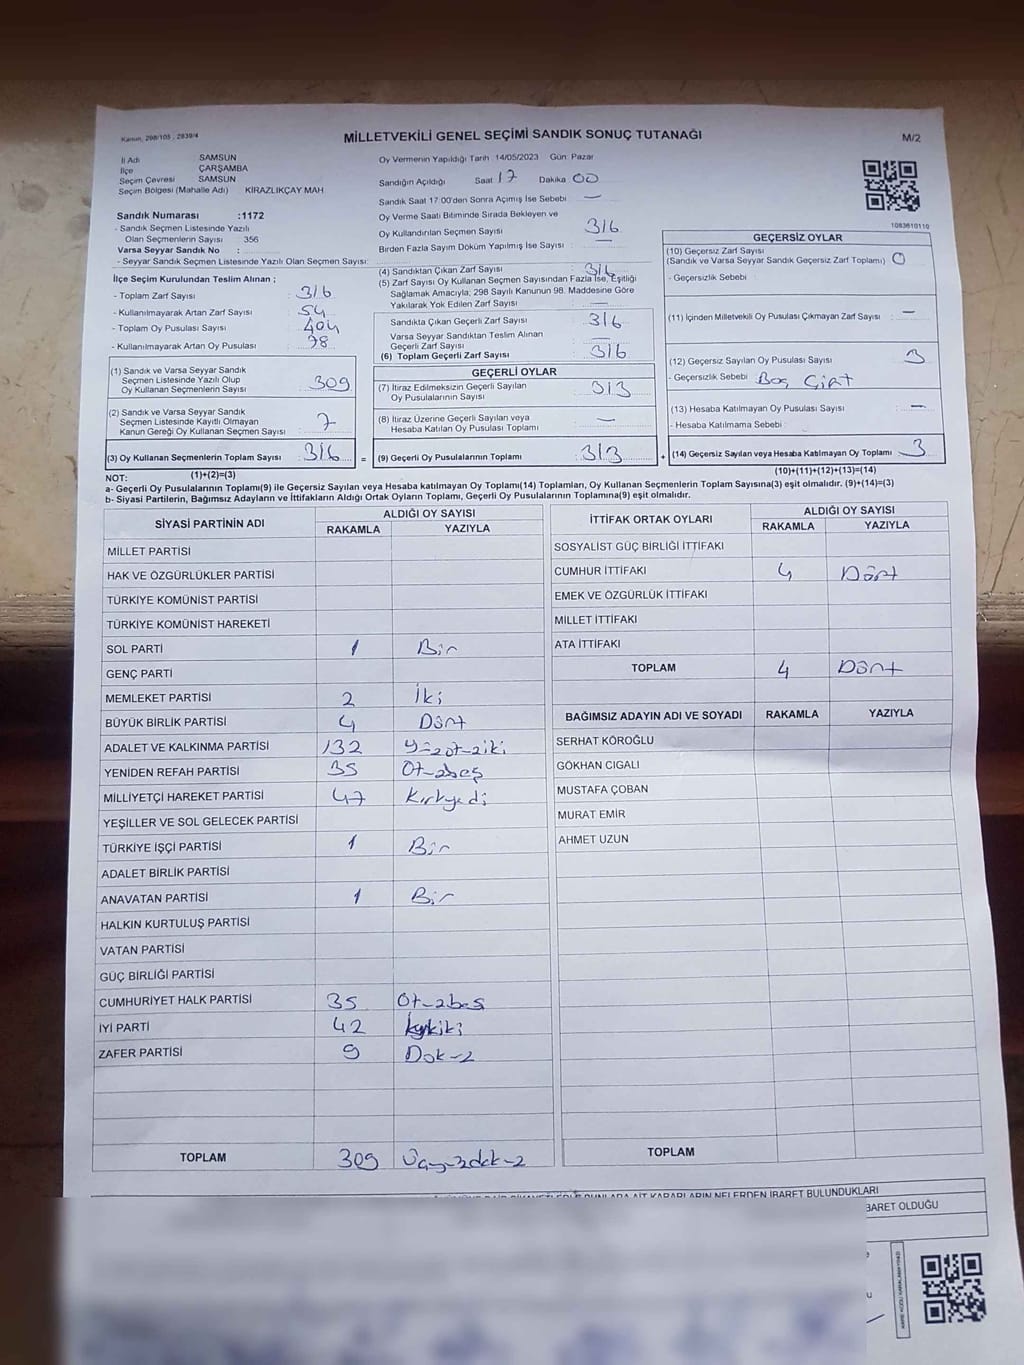 Kanun, 298/105 , 2839/4
MİLLETVEKİLİ GENEL SEÇİMİ SANDIK SONUÇ TUTANAĞI
M/2
İl Adı SAMSUN
İlçe ÇARŞAMBA
Seçim Çevresi SAMSUN
Seçim Bölgesi (Mahalle Adı) KİRAZLIKÇAY MAH
Sandık Numarası :1172
- Sandık Seçmen Listesinde Yazılı
Olan Seçmenlerin Sayısı 356
Varsa Seyyar Sandık No :
- Seyyar Sandık Seçmen Listesinde Yazılı Olan Seçmen Sayısı:
İlçe Seçim Kurulundan Teslim Alınan ;
- Toplam Zarf Sayısı : 316
- Kullanılmayarak Artan Zarf Sayısı : 54
- Toplam Oy Pusulası Sayısı : 404
- Kullanılmayarak Artan Oy Pusulası : 98
(1) Sandık ve Varsa Seyyar Sandık
Seçmen Listesinde Yazılı Olup
Oy Kullanan Seçmenlerin Sayısı : 309
(2) Sandık ve Varsa Seyyar Sandık
Seçmen Listesinde Kayıtlı Olmayan
Kanun Gereği Oy Kullanan Seçmen Sayısı : 7
(3) Oy Kullanan Seçmenlerin Toplam Sayısı : 316
Oy Vermenin Yapıldığı Tarih 14/05/2023 Gün: Pazar
Sandığın Açıldığı Saat 17 Dakika 00
Sandık Saat 17.00'den Sonra Açımış İse Sebebi : —
Oy Verme Saati Bitiminde Sırada Bekleyen ve
Oy Kullandırılan Seçmen Sayısı : 316
Birden Fazla Sayım Döküm Yapılmış İse Sayısı : —
(4) Sandıktan Çıkan Zarf Sayısı : 316
(5) Zarf Sayısı Oy Kullanan Seçmen Sayısından Fazla İse, Eşitliği
Sağlamak Amacıyla, 298 Sayılı Kanunun 98. Maddesine Göre
Yakılarak Yok Edilen Zarf Sayısı : —
Sandıkta Çıkan Geçerli Zarf Sayısı : 316
Varsa Seyyar Sandıktan Teslim Alınan
Geçerli Zarf Sayısı : —
(6) Toplam Geçerli Zarf Sayısı : 316
GEÇERLİ OYLAR
(7) İtiraz Edilmeksizin Geçerli Sayılan
Oy Pusulalarının Sayısı : 313
(8) İtiraz Üzerine Geçerli Sayılan veya
Hesaba Katılan Oy Pusulası Toplamı : —
= (9) Geçerli Oy Pusulalarının Toplamı : 313
1083610110
GEÇERSİZ OYLAR
(10) Geçersiz Zarf Sayısı
(Sandık ve Varsa Seyyar Sandık Geçersiz Zarf Toplamı) : 0
- Geçersizlik Sebebi :
(11) İçinden Milletvekili Oy Pusulası Çıkmayan Zarf Sayısı : —
(12) Geçersiz Sayılan Oy Pusulası Sayısı : 3
- Geçersizlik Sebebi : Boş Çift
(13) Hesaba Katılmayan Oy Pusulası Sayısı : —
- Hesaba Katılmama Sebebi :
+ (14) Geçersiz Sayılan veya Hesaba Katılmayan Oy Toplamı : 3
NOT: (1)+(2)=(3) (10)+(11)+(12)+(13)=(14)
a- Geçerli Oy Pusulalarının Toplamı(9) ile Geçersiz Sayılan veya Hesaba katılmayan Oy Toplamı(14) Toplamları, Oy Kullanan Seçmenlerin Toplam Sayısına(3) eşit olmalıdır. (9)+(14)=(3)
b- Siyasi Partilerin, Bağımsız Adayların ve İttifakların Aldığı Ortak Oyların Toplamı, Geçerli Oy Pusulalarının Toplamına(9) eşit olmalıdır.
SİYASİ PARTİNİN ADI ALDIĞI OY SAYISI
RAKAMLA YAZIYLA
MİLLET PARTİSİ
HAK VE ÖZGÜRLÜKLER PARTİSİ
TÜRKİYE KOMÜNİST PARTİSİ
TÜRKİYE KOMÜNİST HAREKETİ
SOL PARTİ 1 Bir
GENÇ PARTİ
MEMLEKET PARTİSİ 2 İki
BÜYÜK BİRLİK PARTİSİ 4 Dört
ADALET VE KALKINMA PARTİSİ 132 Yüzotuziki
YENİDEN REFAH PARTİSİ 35 Otuzbeş
MİLLİYETÇİ HAREKET PARTİSİ 47 Kırkyedi
YEŞİLLER VE SOL GELECEK PARTİSİ
TÜRKİYE İŞÇİ PARTİSİ 1 Bir
ADALET BİRLİK PARTİSİ
ANAVATAN PARTİSİ 1 Bir
HALKIN KURTULUŞ PARTİSİ
VATAN PARTİSİ
GÜÇ BİRLİĞİ PARTİSİ
CUMHURİYET HALK PARTİSİ 35 Otuzbeş
İYİ PARTİ 42 Kırkiki
ZAFER PARTİSİ 9 Dokuz
TOPLAM 309 Üçyüzdokuz
İTTİFAK ORTAK OYLARI ALDIĞI OY SAYISI
RAKAMLA YAZIYLA
SOSYALİST GÜÇ BİRLİĞİ İTTİFAKI
CUMHUR İTTİFAKI 4 Dört
EMEK VE ÖZGÜRLÜK İTTİFAKI
MİLLET İTTİFAKI
ATA İTTİFAKI
TOPLAM 4 Dört
BAĞIMSIZ ADAYIN ADI VE SOYADI RAKAMLA YAZIYLA
SERHAT KÖROĞLU
GÖKHAN CIGALI
MUSTAFA ÇOBAN
MURAT EMİR
AHMET UZUN
TOPLAM
BUNLARA AİT KARARLARIN NELERDEN İBARET BULUNDUKLARI
BARET OLDUĞU